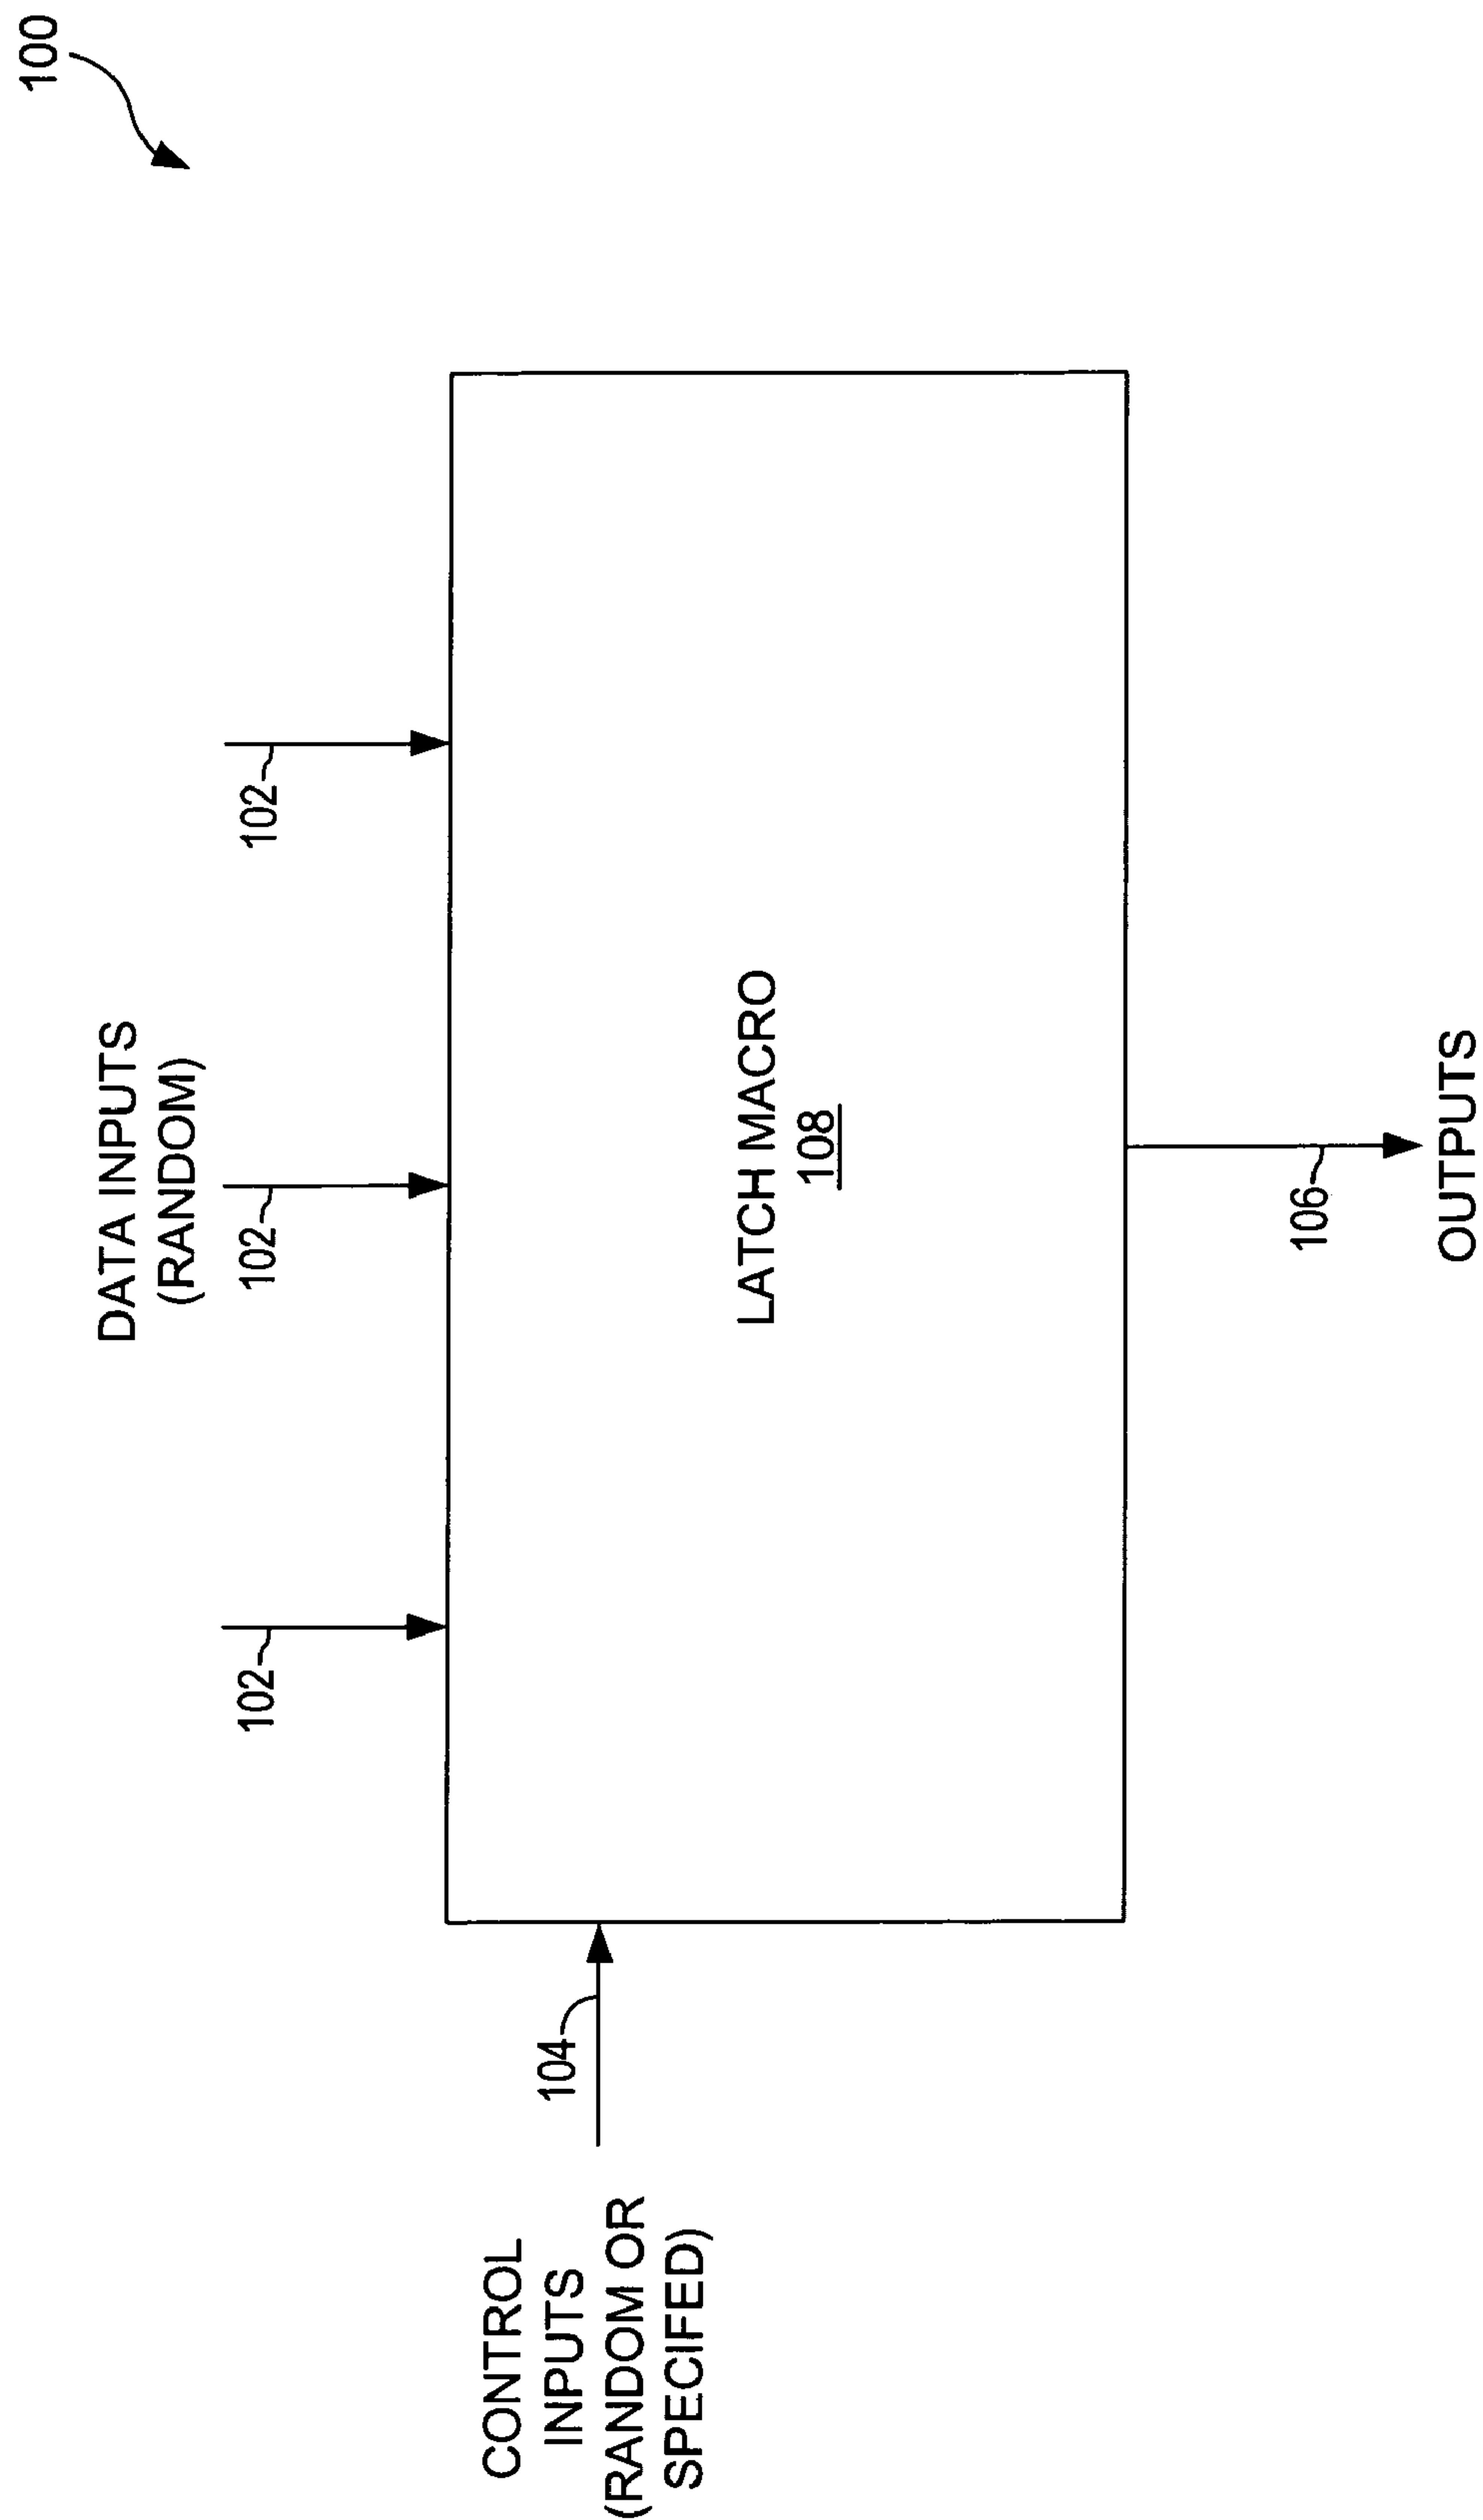 100
DATA INPUTS
(RANDOM)
102
102
102
CONTROL
INPUTS
(RANDOM OR
SPECIFED)
104
LATCH MACRO
108
106
OUTPUTS